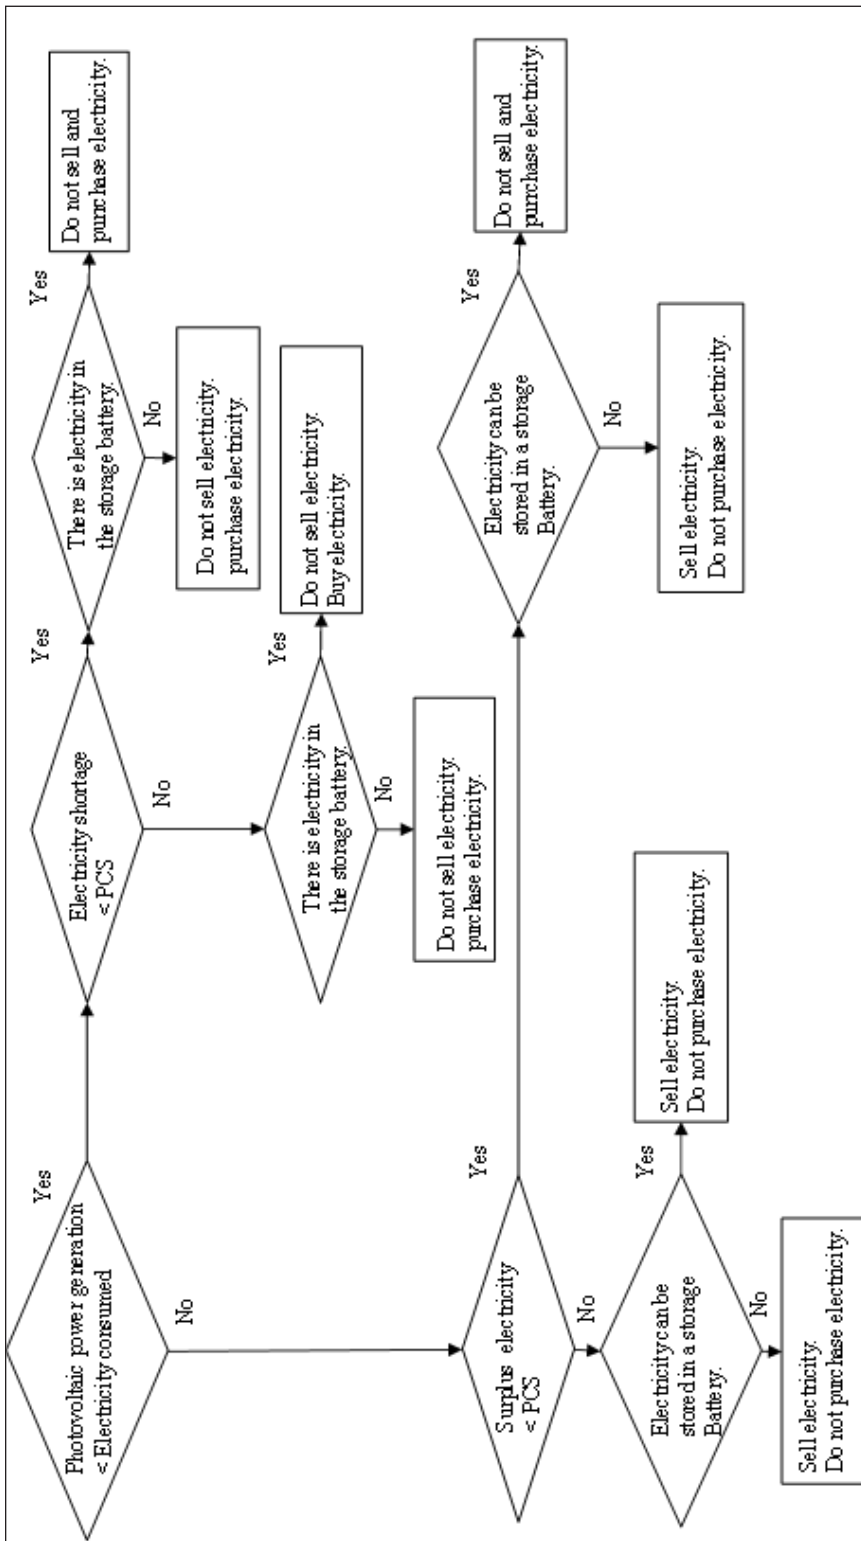 Photovoltaic power generation
< Electricity consumed
Yes
No
Electricity shortage
< PCS
Yes
No
There is electricity in
the storage battery.
Yes
No
Do not sell and
purchase electricity.
Do not sell electricity.
purchase electricity.
There is electricity in
the storage battery.
Yes
No
Do not sell electricity.
Buy electricity.
Do not sell electricity.
purchase electricity.
Surplus electricity
< PCS
Yes
No
Electricity can be
stored in a storage
Battery.
Yes
No
Do not sell and
purchase electricity.
Sell electricity.
Do not purchase electricity.
Electricity can be
stored in a storage
Battery.
Yes
No
Sell electricity.
Do not purchase electricity.
Sell electricity.
Do not purchase electricity.